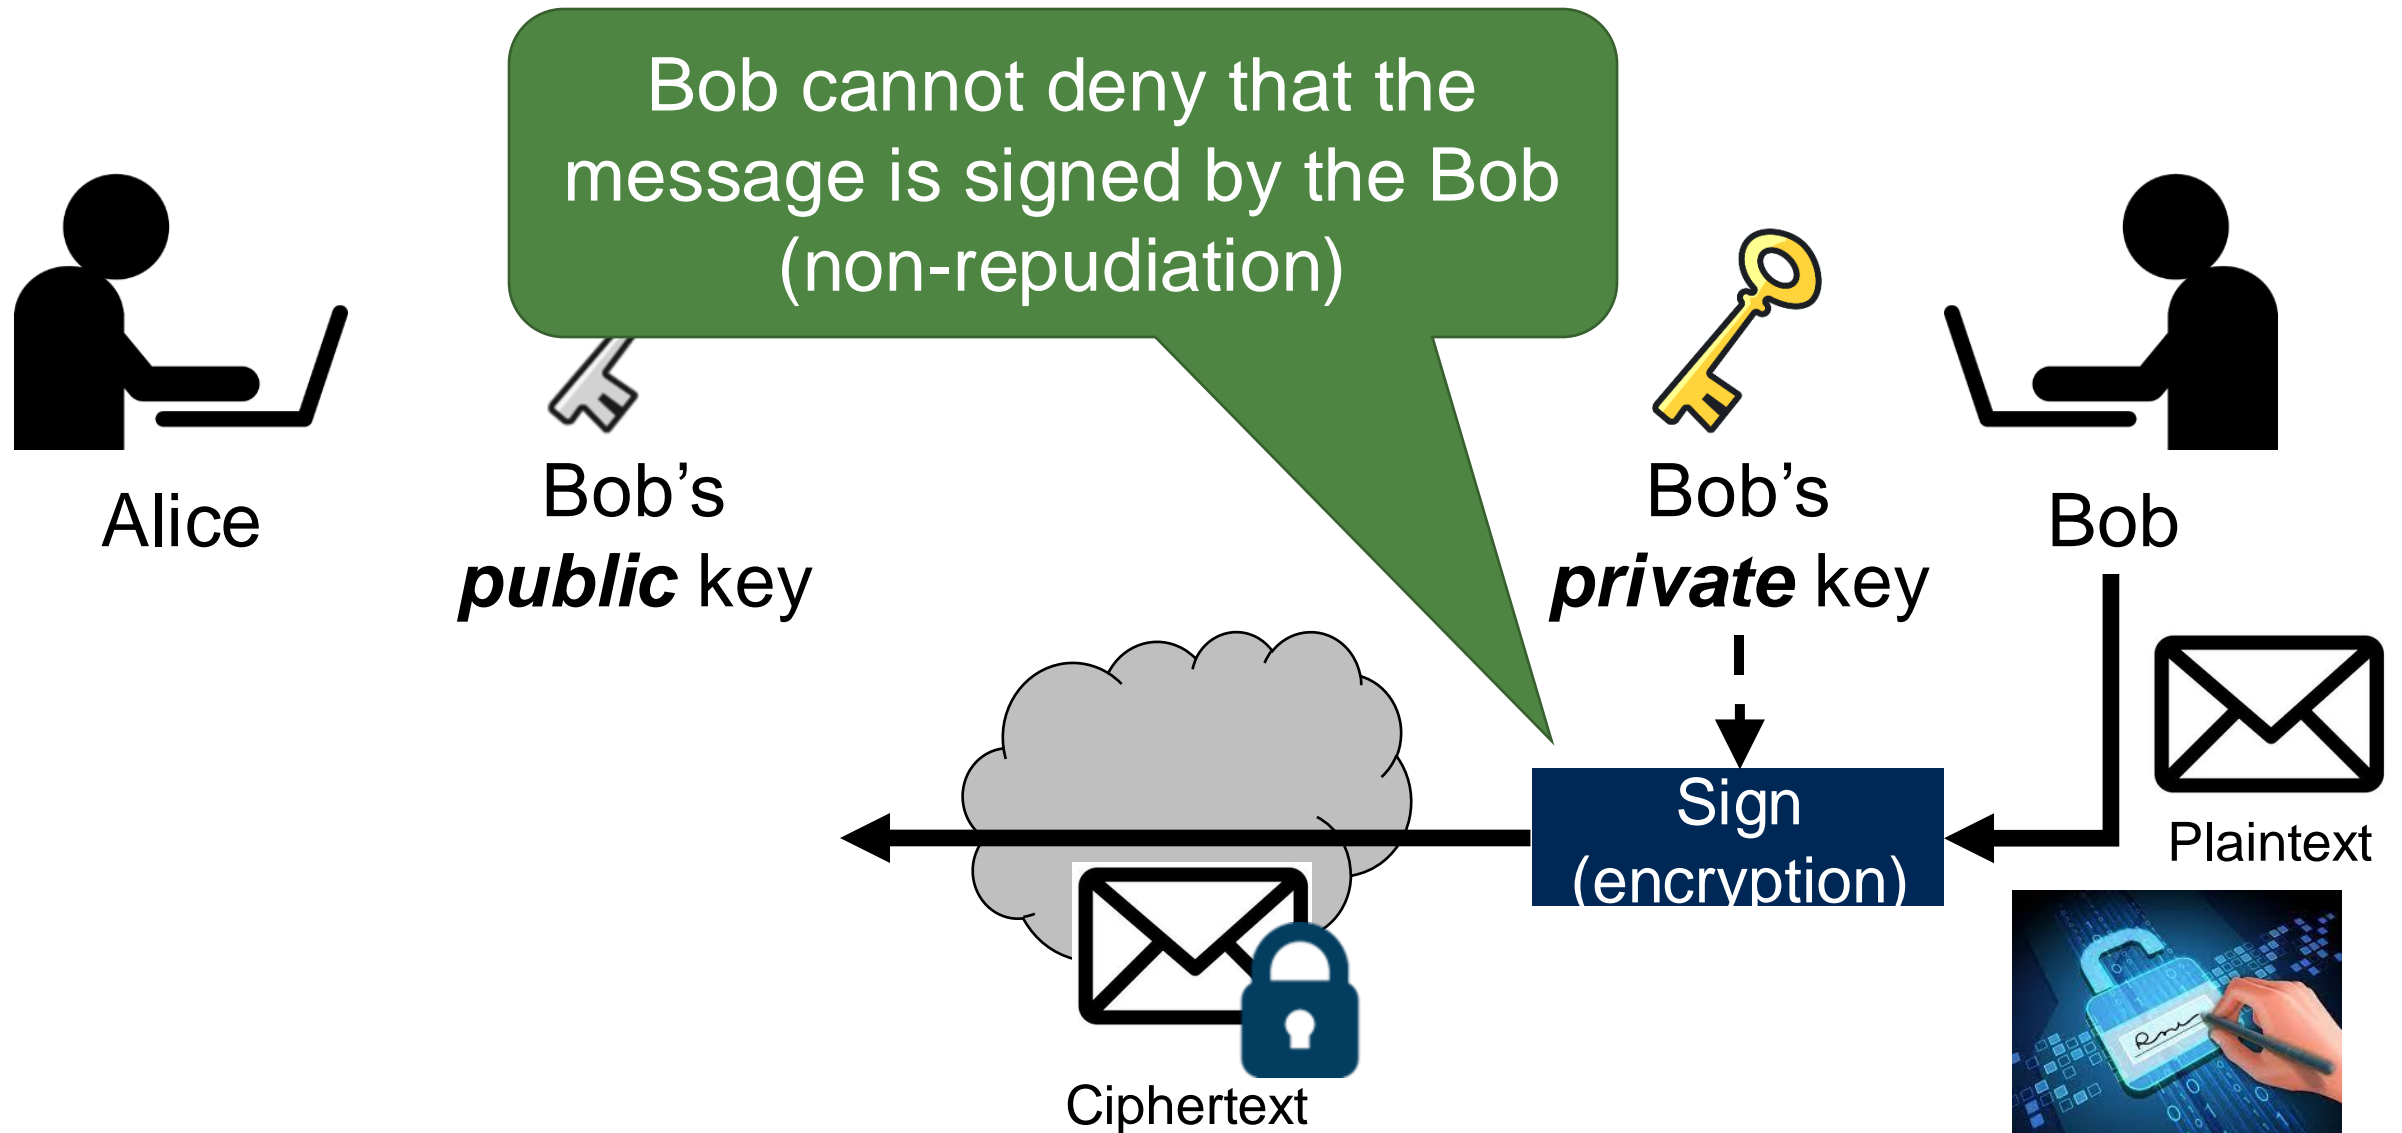 Bob cannot deny that the
message is signed by the Bob
(non-repudiation)
Alice
Bob’s
public key
Bob’s
private key
Bob
Plaintext
Sign
(encryption)
Ciphertext